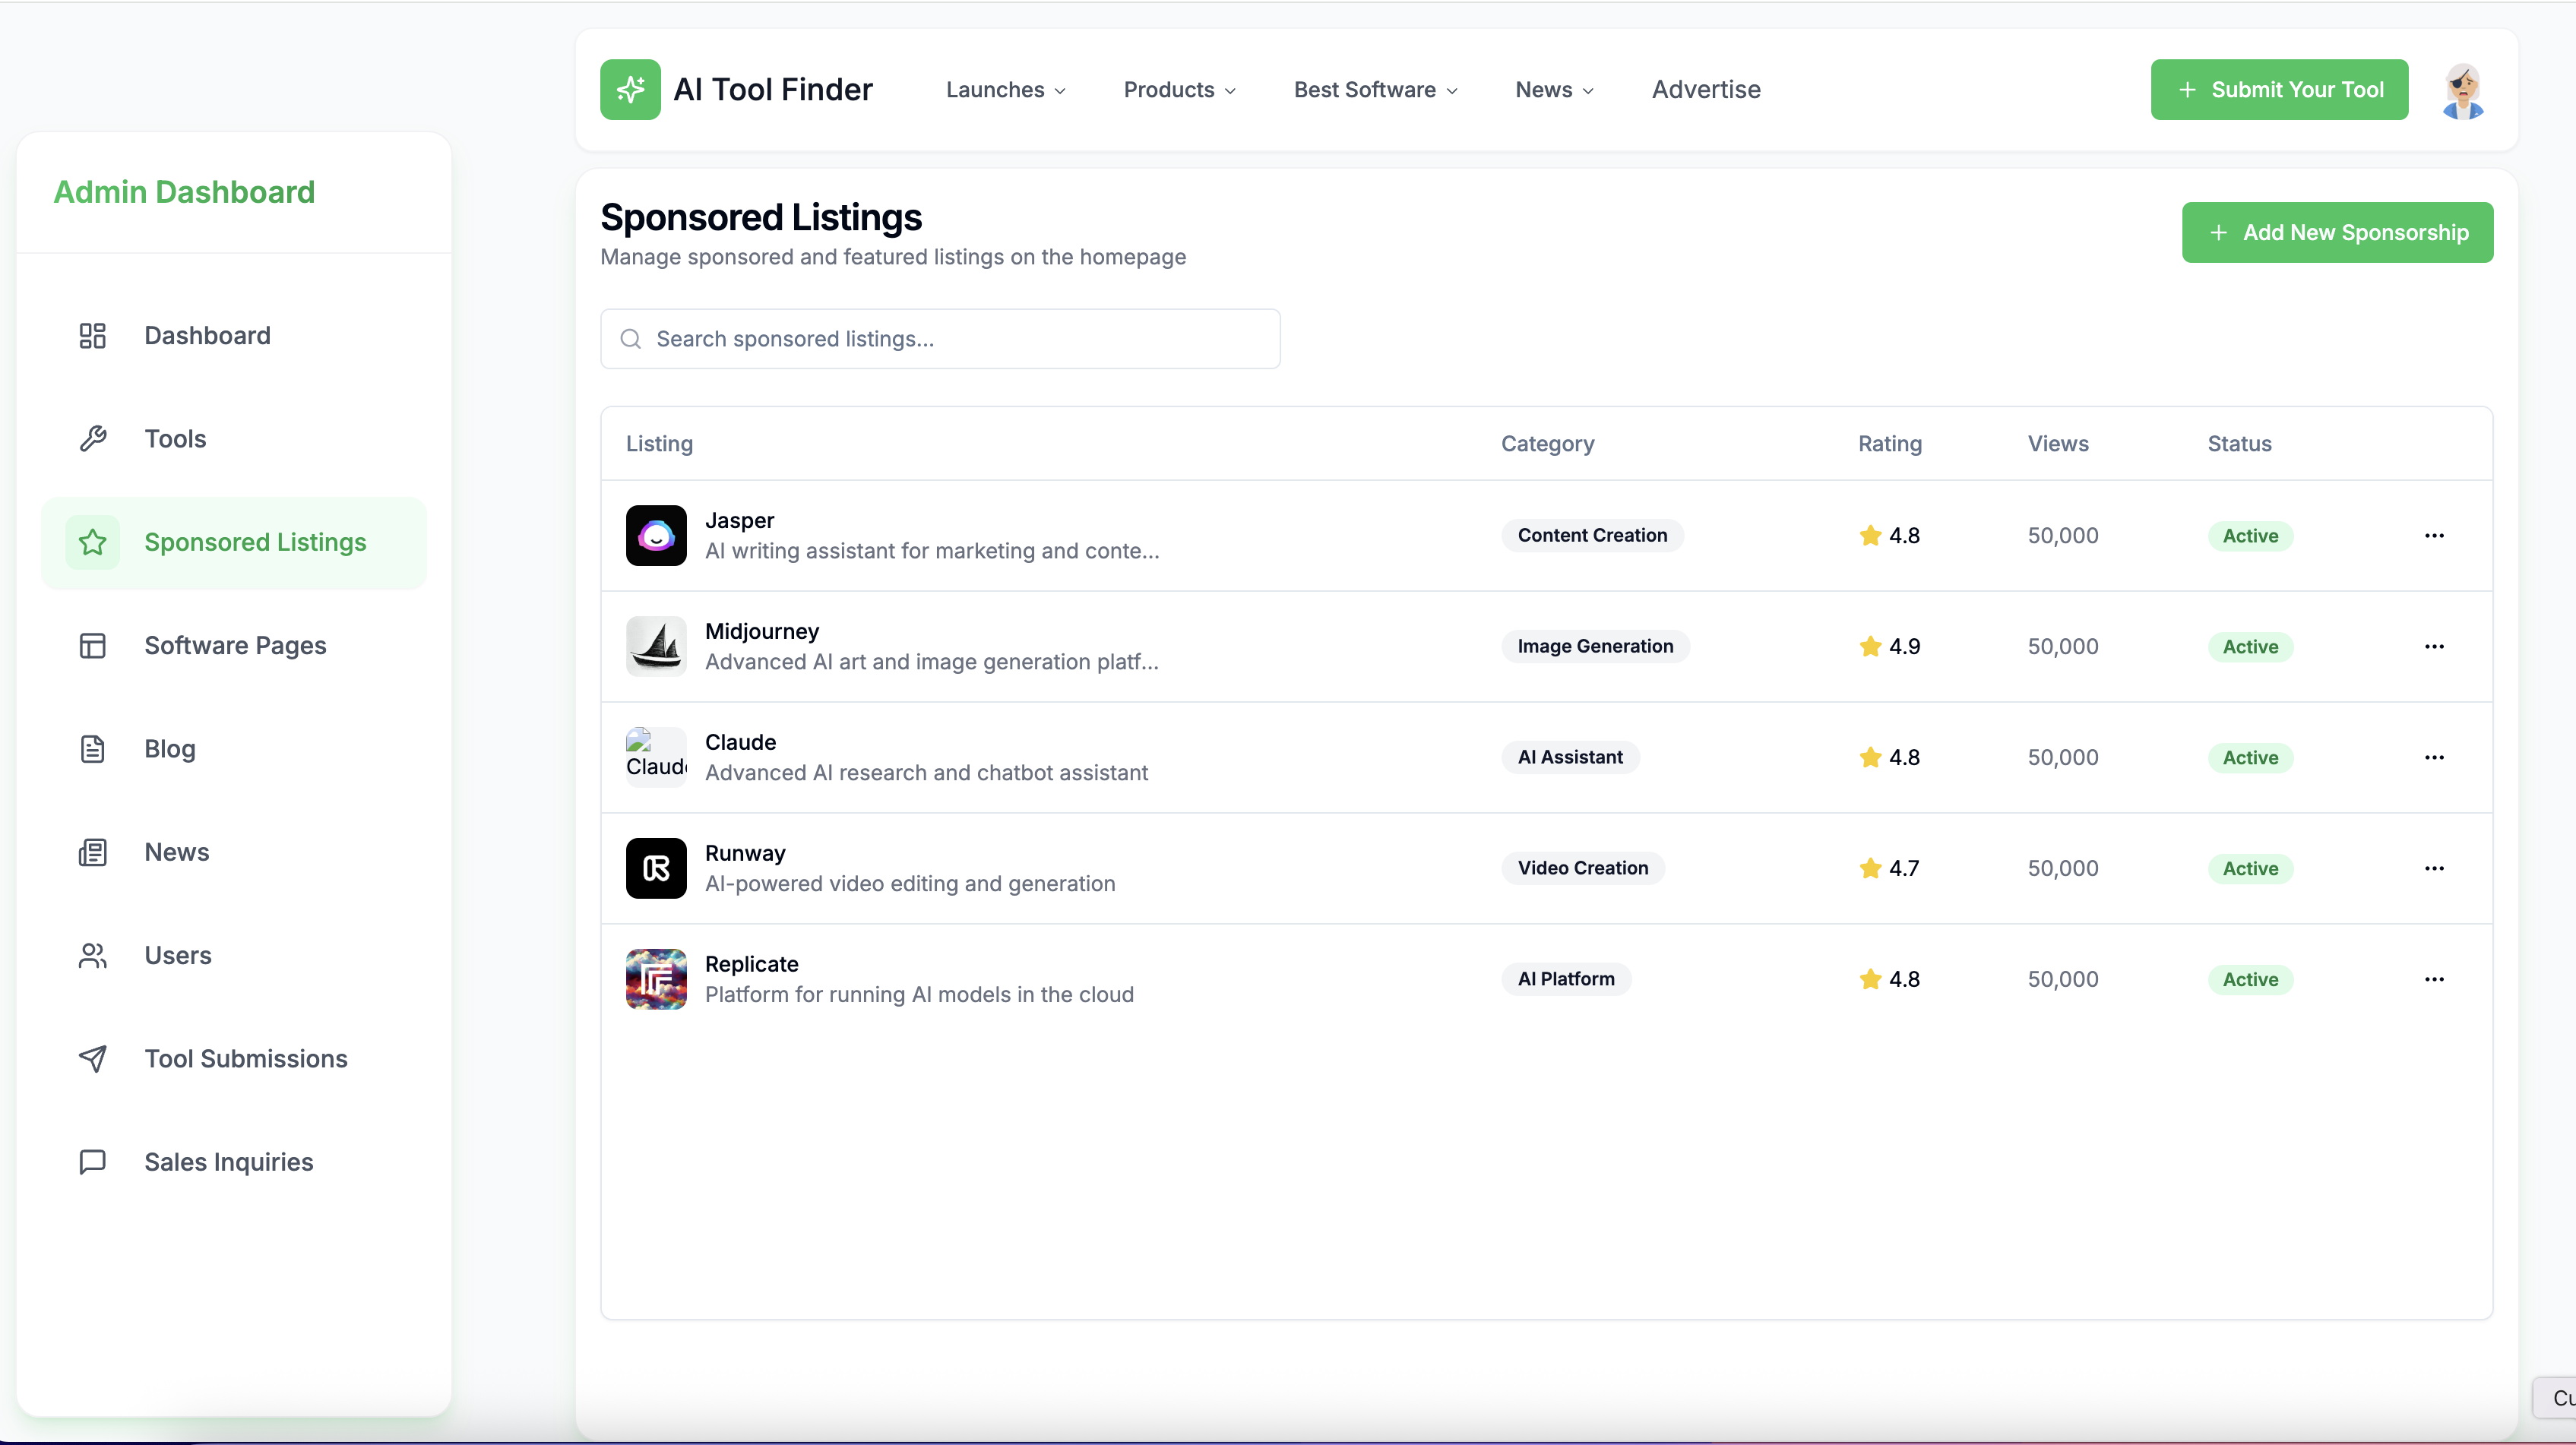 AI Tool Finder
Launches
Products
Best Software
News
Advertise
+ Submit Your Tool
Admin Dashboard
Dashboard
Tools
Sponsored Listings
Software Pages
Blog
News
Users
Tool Submissions
Sales Inquiries
Sponsored Listings
Manage sponsored and featured listings on the homepage
+ Add New Sponsorship
Search sponsored listings...
Listing Category Rating Views Status
Jasper
AI writing assistant for marketing and conte...
Content Creation 4.8 50,000 Active
Midjourney
Advanced AI art and image generation platf...
Image Generation 4.9 50,000 Active
Claude
Advanced AI research and chatbot assistant
AI Assistant 4.8 50,000 Active
Runway
AI-powered video editing and generation
Video Creation 4.7 50,000 Active
Replicate
Platform for running AI models in the cloud
AI Platform 4.8 50,000 Active